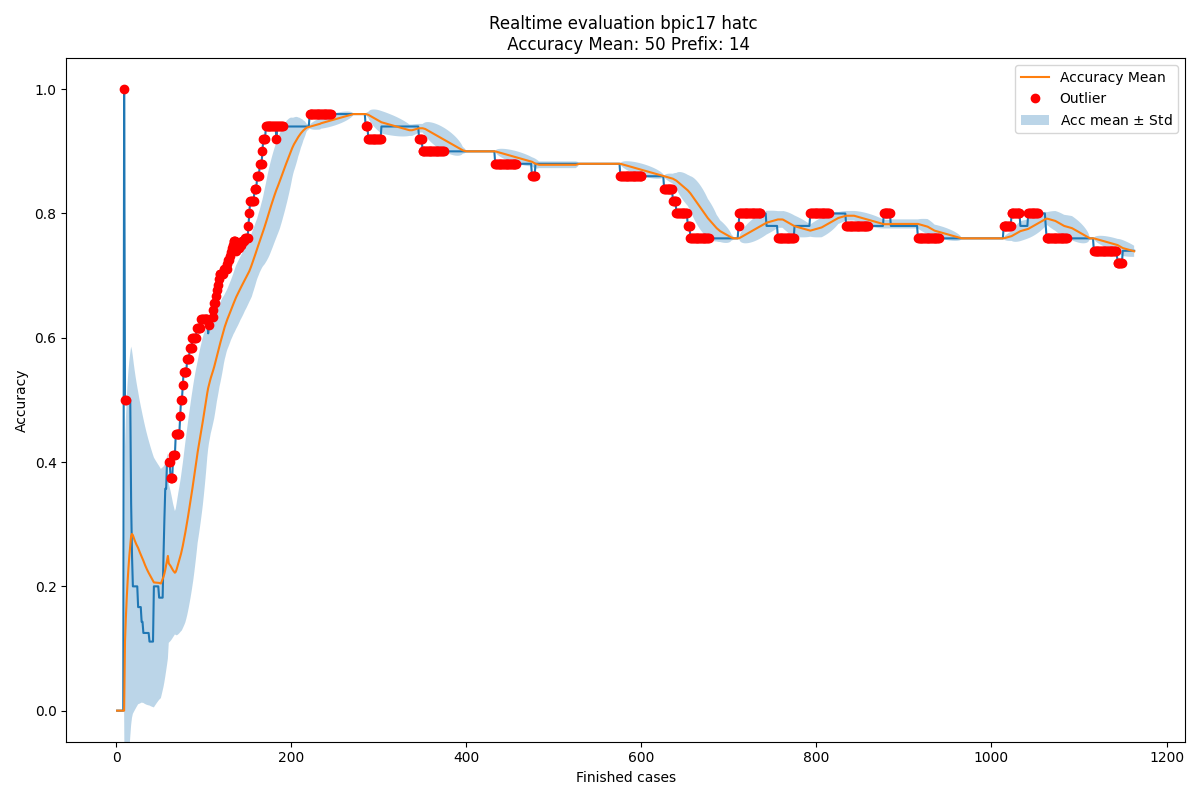 Realtime evaluation bpic17 hatc
Accuracy Mean: 50 Prefix: 14
Accuracy Mean
Outlier
Acc mean ± Std
1.0
0.8
0.6
0.4
0.2
0.0
Accuracy
0 200 400 600 800 1000 1200
Finished cases